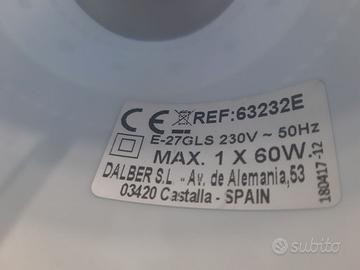 CE REF:63232E
E-27GLS 230V ~ 50Hz
MAX. 1 X 60W.
DALBER S.L - Av. de Alemania,53
03420 Castalla - SPAIN
180417-12
subito